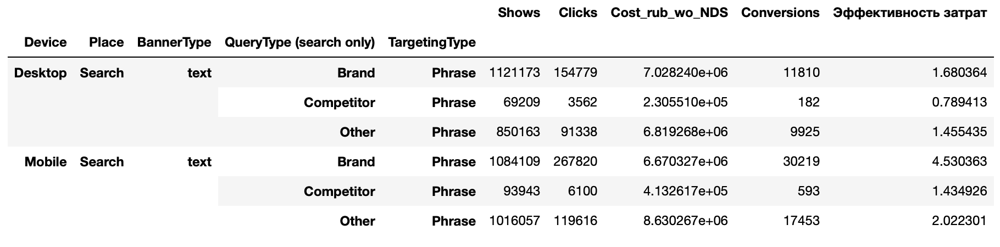 Shows Clicks Cost_rub_wo_NDS Conversions Эффективность затрат
Device Place BannerType QueryType (search only) TargetingType
Desktop Search text Brand Phrase 1121173 154779 7.028240e+06 11810 1.680364
Competitor Phrase 69209 3562 2.305510e+05 182 0.789413
Other Phrase 850163 91338 6.819268e+06 9925 1.455435
Mobile Search text Brand Phrase 1084109 267820 6.670327e+06 30219 4.530363
Competitor Phrase 93943 6100 4.132617e+05 593 1.434926
Other Phrase 1016057 119616 8.630267e+06 17453 2.022301